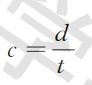 c = d/t